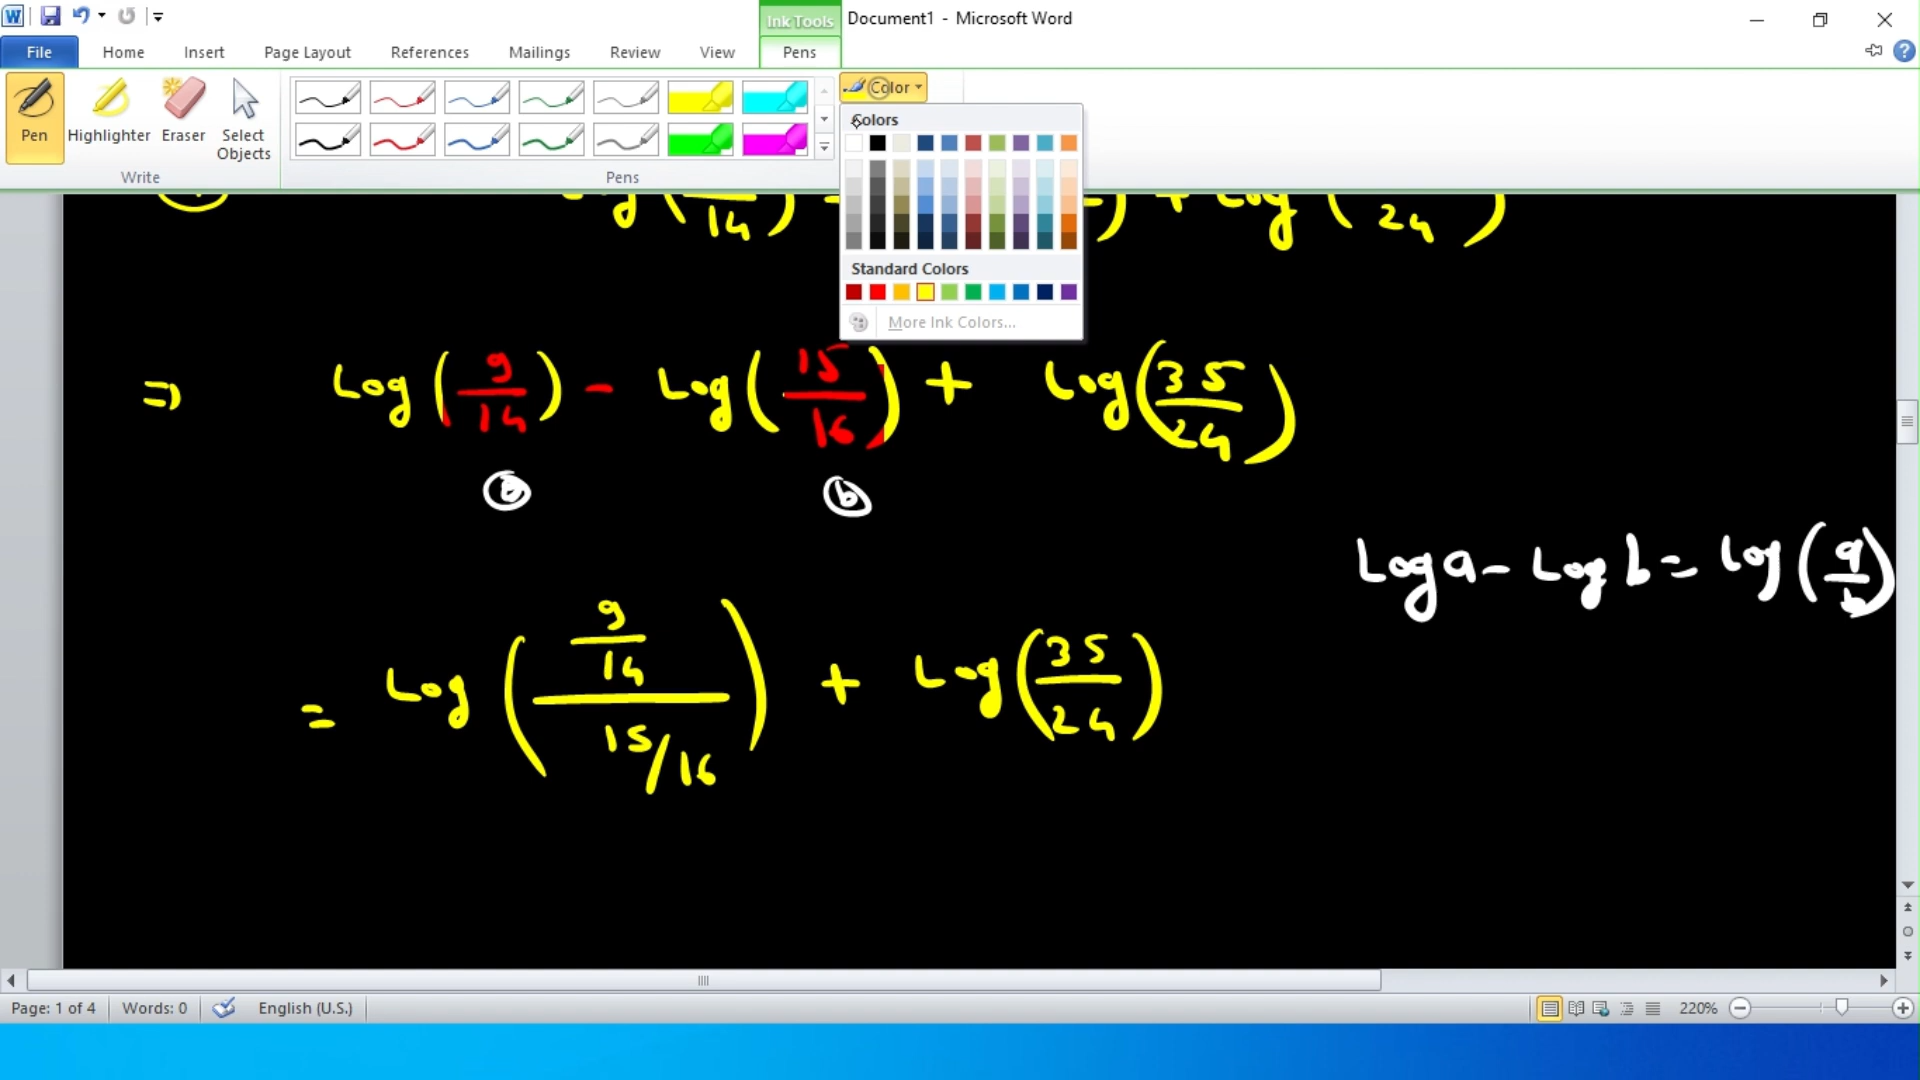 Ink Tools
Document1 - Microsoft Word
File Home Insert Page Layout References Mailings Review View Pens
Color
Pen Highlighter Eraser Select Objects
Write Pens
Colors
Standard Colors
More Ink Colors...
14 ) + Log ( 24 )
=) Log ( 9/14 ) - Log ( 15/16 ) + Log ( 35/24 )
b
Log a - Log b = Log ( a/b )
= Log ( 9/14 / 15/16 ) + Log ( 35/24 )
Page: 1 of 4 Words: 0 English (U.S.) 220%